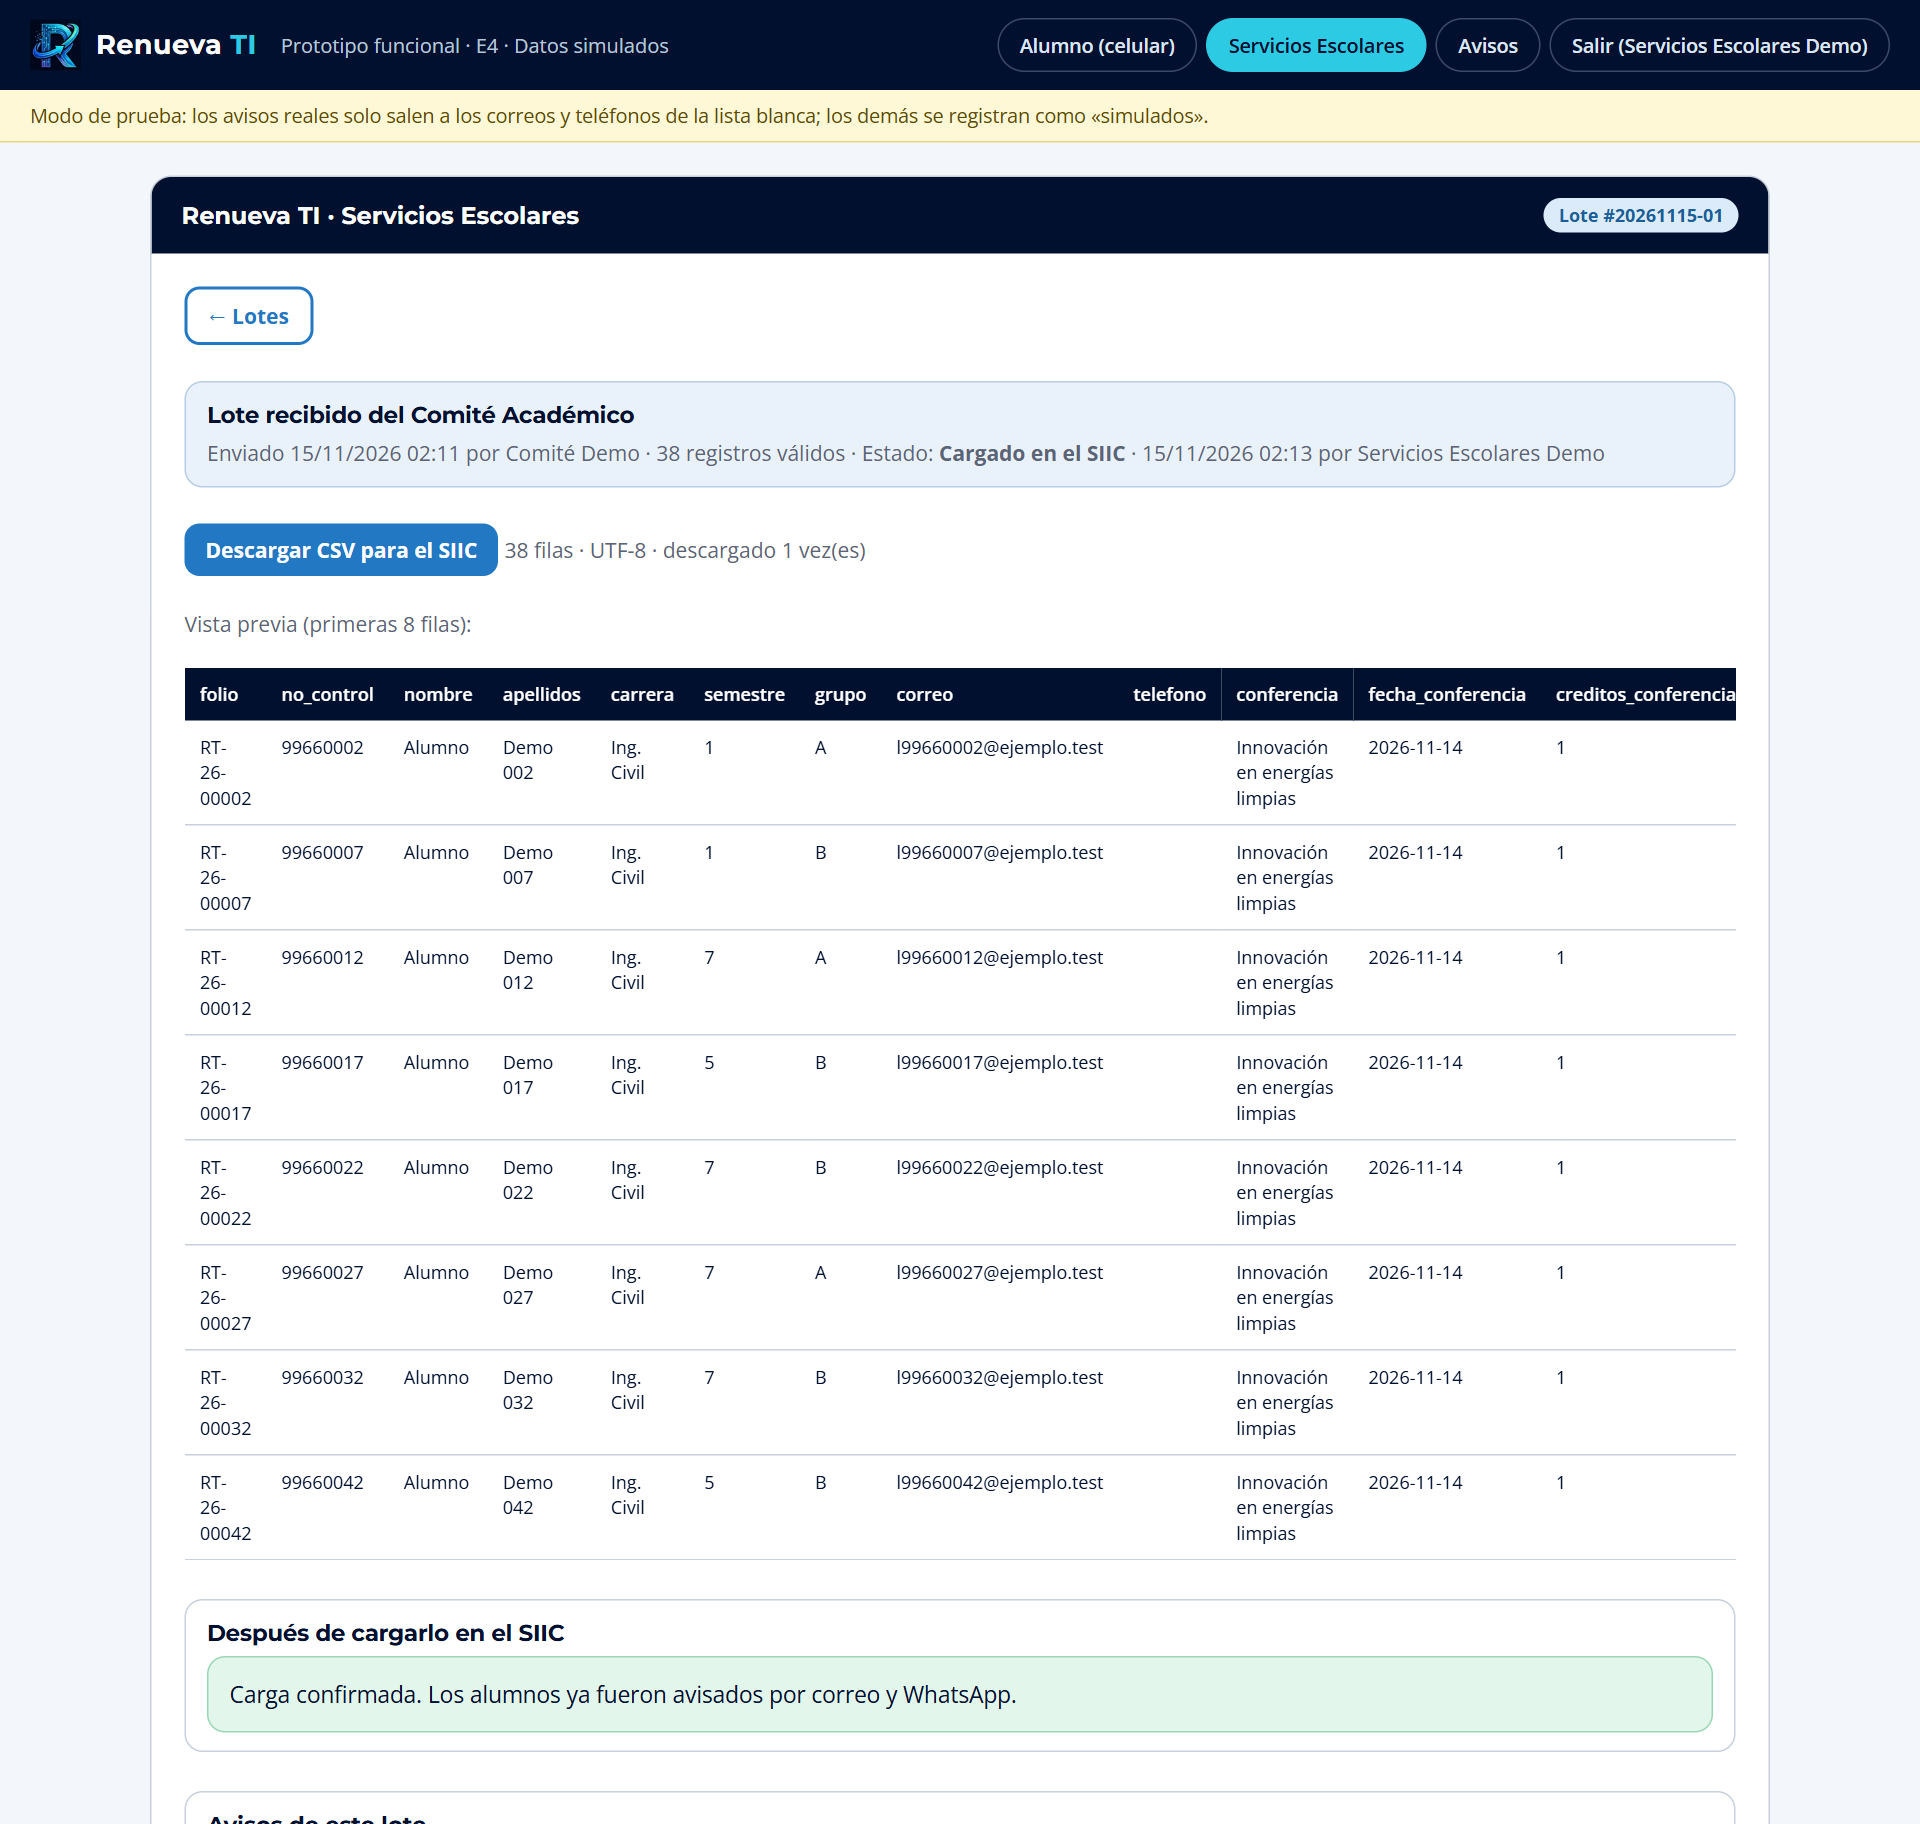 Renueva TI Prototipo funcional · E4 · Datos simulados Alumno (celular) Servicios Escolares Avisos Salir (Servicios Escolares Demo)
Modo de prueba: los avisos reales solo salen a los correos y teléfonos de la lista blanca; los demás se registran como «simulados».
Renueva TI · Servicios Escolares Lote #20261115-01
← Lotes
Lote recibido del Comité Académico
Enviado 15/11/2026 02:11 por Comité Demo · 38 registros válidos · Estado: Cargado en el SIIC · 15/11/2026 02:13 por Servicios Escolares Demo
Descargar CSV para el SIIC 38 filas · UTF-8 · descargado 1 vez(es)
Vista previa (primeras 8 filas):
folio no_control nombre apellidos carrera semestre grupo correo telefono conferencia fecha_conferencia creditos_conferencia
RT- 99660002 Alumno Demo Ing. 1 A l99660002@ejemplo.test Innovación 2026-11-14 1
26- 002 Civil en energías
00002 limpias
RT- 99660007 Alumno Demo Ing. 1 B l99660007@ejemplo.test Innovación 2026-11-14 1
26- 007 Civil en energías
00007 limpias
RT- 99660012 Alumno Demo Ing. 7 A l99660012@ejemplo.test Innovación 2026-11-14 1
26- 012 Civil en energías
00012 limpias
RT- 99660017 Alumno Demo Ing. 5 B l99660017@ejemplo.test Innovación 2026-11-14 1
26- 017 Civil en energías
00017 limpias
RT- 99660022 Alumno Demo Ing. 7 B l99660022@ejemplo.test Innovación 2026-11-14 1
26- 022 Civil en energías
00022 limpias
RT- 99660027 Alumno Demo Ing. 7 A l99660027@ejemplo.test Innovación 2026-11-14 1
26- 027 Civil en energías
00027 limpias
RT- 99660032 Alumno Demo Ing. 7 B l99660032@ejemplo.test Innovación 2026-11-14 1
26- 032 Civil en energías
00032 limpias
RT- 99660042 Alumno Demo Ing. 5 B l99660042@ejemplo.test Innovación 2026-11-14 1
26- 042 Civil en energías
00042 limpias
Después de cargarlo en el SIIC
Carga confirmada. Los alumnos ya fueron avisados por correo y WhatsApp.
Avisos de este lote